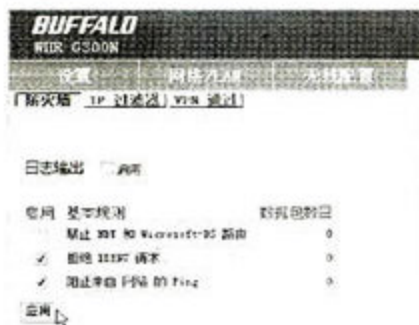 BUFFALO
WHR G300N
设置 网络/LAN 无线配置
防火墙 IP 过滤器 VPN 通过
日志输出 启用
启用 基本规则 数据包数目
禁止 NBT 和 Microsoft-DS 路由 0
拒绝 IDENT 请求 0
阻止来自 网络 的 Ping 0
应用